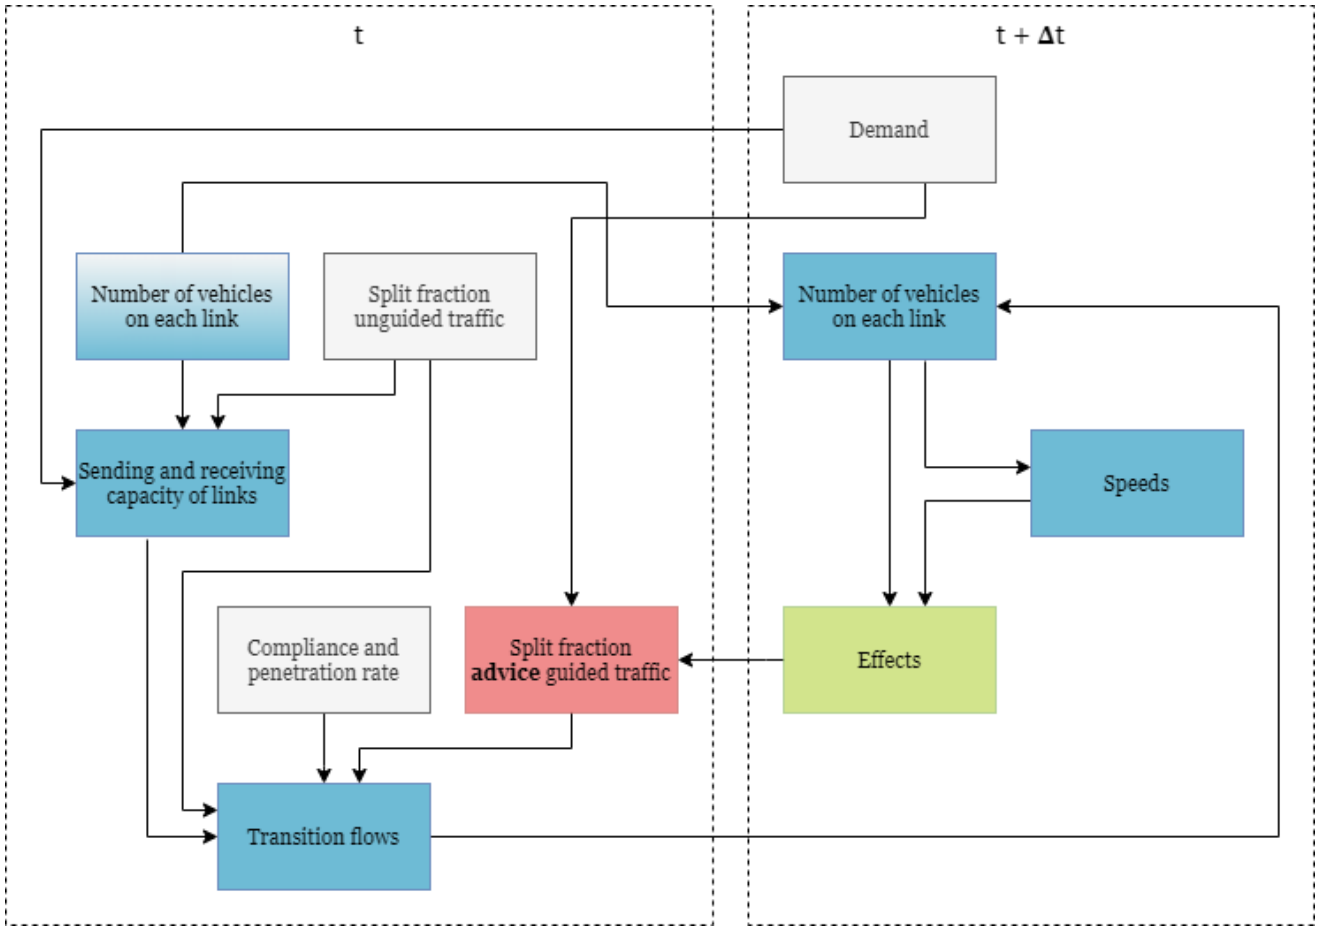 t
t + Δt
Demand
Number of vehicles
on each link
Split fraction
unguided traffic
Number of vehicles
on each link
Sending and receiving
capacity of links
Speeds
Compliance and
penetration rate
Split fraction
advice guided traffic
Effects
Transition flows